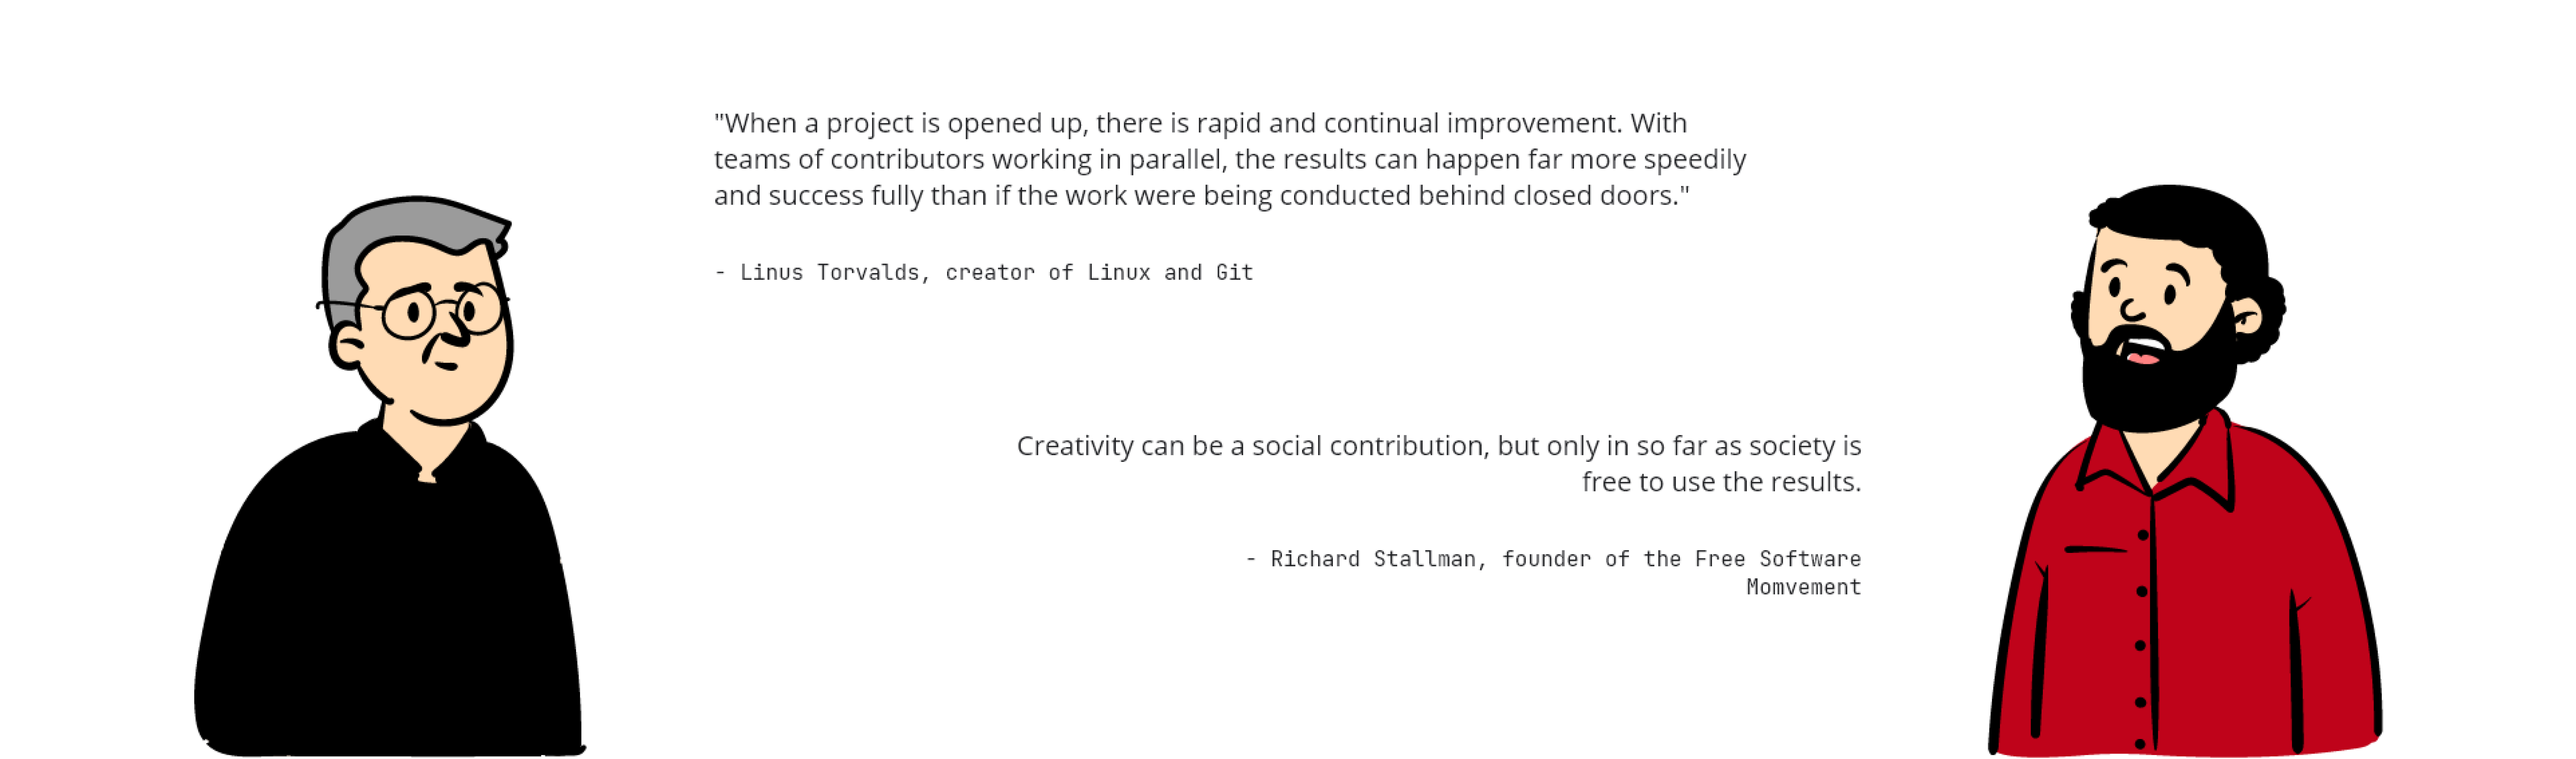 "When a project is opened up, there is rapid and continual improvement. With
teams of contributors working in parallel, the results can happen far more speedily
and success fully than if the work were being conducted behind closed doors."
- Linus Torvalds, creator of Linux and Git
Creativity can be a social contribution, but only in so far as society is
free to use the results.
- Richard Stallman, founder of the Free Software
Momvement